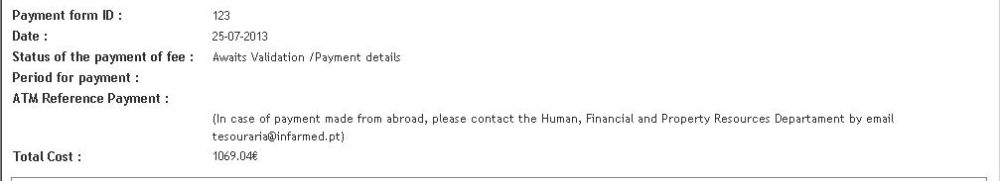 Payment form ID : 123
Date : 25-07-2013
Status of the payment of fee : Awaits Validation /Payment details
Period for payment :
ATM Reference Payment :
(In case of payment made from abroad, please contact the Human, Financial and Property Resources Departament by email
tesouraria@infarmed.pt)
Total Cost : 1069.04€